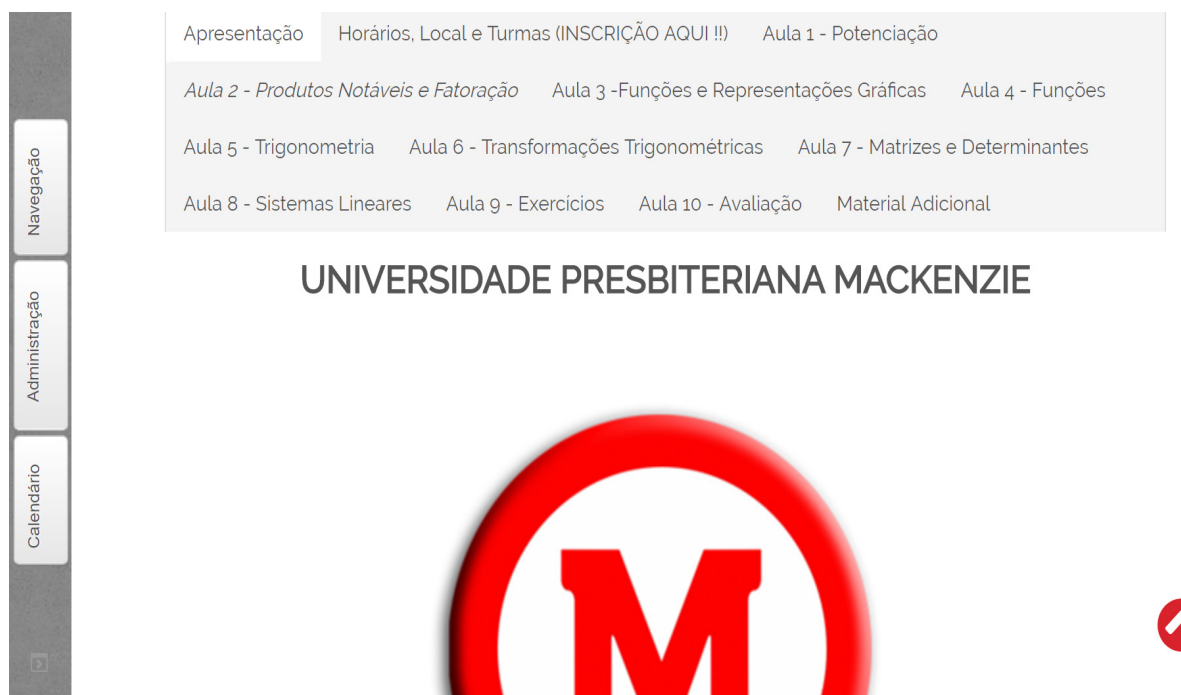 Apresentação Horários, Local e Turmas (INSCRIÇÃO AQUI !!) Aula 1 - Potenciação
Aula 2 - Produtos Notáveis e Fatoração Aula 3 -Funções e Representações Gráficas Aula 4 - Funções
Aula 5 - Trigonometria Aula 6 - Transformações Trigonométricas Aula 7 - Matrizes e Determinantes
Aula 8 - Sistemas Lineares Aula 9 - Exercícios Aula 10 - Avaliação Material Adicional
Navegação
Administração
Calendário
UNIVERSIDADE PRESBITERIANA MACKENZIE
M